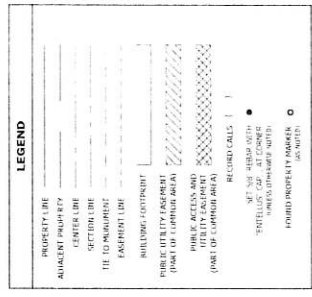 LEGEND
PROPERTY LINE
ADJACENT PROPERTY
CENTER LINE
SECTION LINE
TIE TO MONUMENT
EASEMENT LINE
BUILDING FOOTPRINT
PUBLIC UTILITY EASEMENT
(PART OF COMMON AREA)
PUBLIC ACCESS AND
UTILITY EASEMENT
(PART OF COMMON AREA)
RECORD CALLS ( )
SET 5/8" REBAR WITH
"ENTELLUS" CAP AT CORNER
(UNLESS OTHERWISE NOTED)
FOUND PROPERTY MARKER
(AS NOTED)